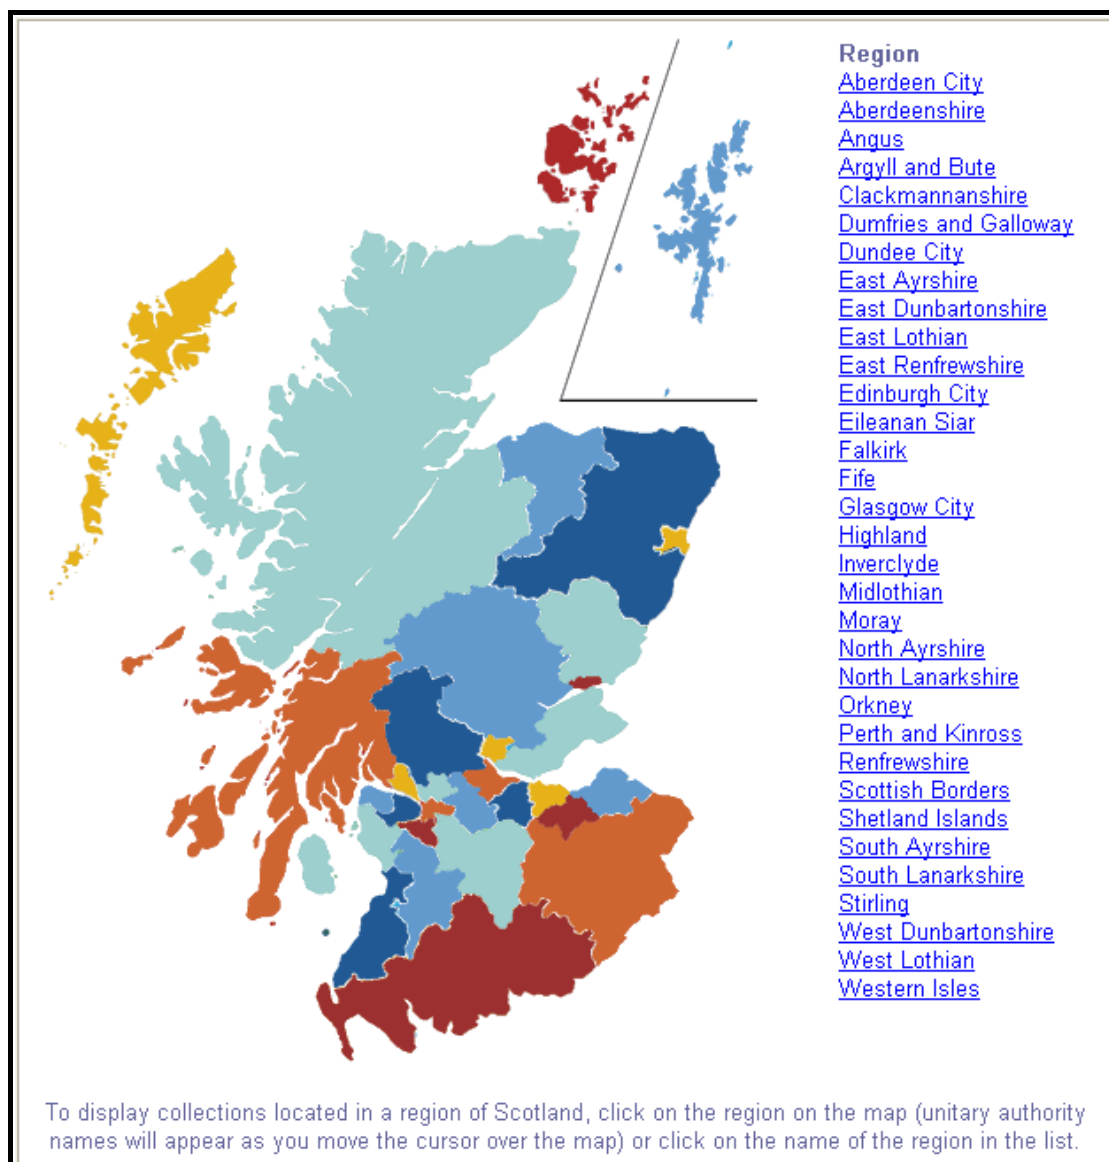 Region
Aberdeen City
Aberdeenshire
Angus
Argyll and Bute
Clackmannanshire
Dumfries and Galloway
Dundee City
East Ayrshire
East Dunbartonshire
East Lothian
East Renfrewshire
Edinburgh City
Eileanan Siar
Falkirk
Fife
Glasgow City
Highland
Inverclyde
Midlothian
Moray
North Ayrshire
North Lanarkshire
Orkney
Perth and Kinross
Renfrewshire
Scottish Borders
Shetland Islands
South Ayrshire
South Lanarkshire
Stirling
West Dunbartonshire
West Lothian
Western Isles
To display collections located in a region of Scotland, click on the region on the map (unitary authority
names will appear as you move the cursor over the map) or click on the name of the region in the list.